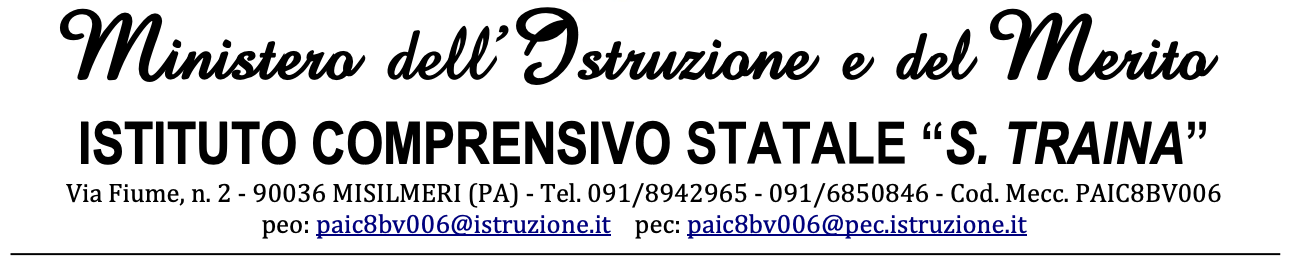 Ministero dell'Istruzione e del Merito
ISTITUTO COMPRENSIVO STATALE “S. TRAINA”
Via Fiume, n. 2 - 90036 MISILMERI (PA) - Tel. 091/8942965 - 091/6850846 - Cod. Mecc. PAIC8BV006
peo: paic8bv006@istruzione.it pec: paic8bv006@pec.istruzione.it